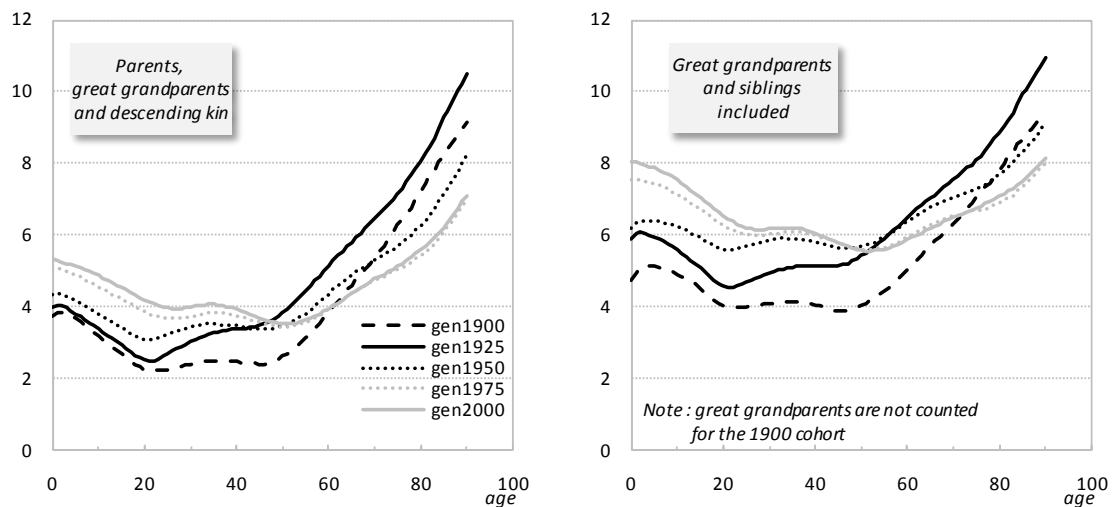 12
10
8
6
4
2
0
Parents,
great grandparents
and descending kin
gen1900
gen1925
gen1950
gen1975
gen2000
0 20 40 60 80 100
age
12
10
8
6
4
2
0
Great grandparents
and siblings
included
Note : great grandparents are not counted
for the 1900 cohort
0 20 40 60 80 100
age